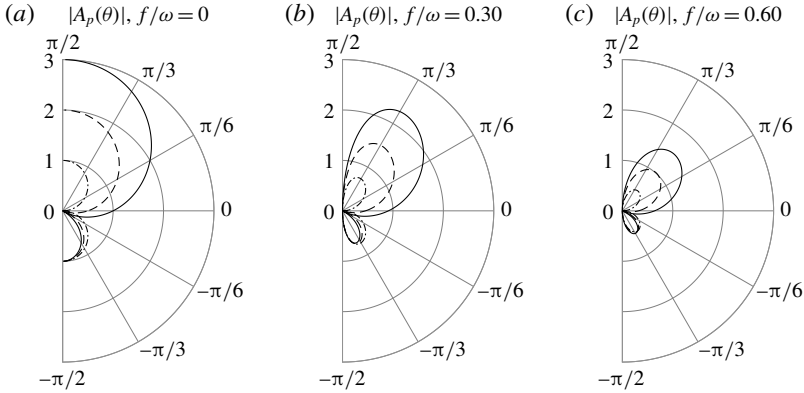 (a) |A_p(θ)|, f/ω = 0
π/2
3
π/3
2
π/6
1
0
0
−π/6
−π/3
−π/2
(b) |A_p(θ)|, f/ω = 0.30
π/2
3
π/3
2
π/6
1
0
0
−π/6
−π/3
−π/2
(c) |A_p(θ)|, f/ω = 0.60
π/2
3
π/3
2
π/6
1
0
0
−π/6
−π/3
−π/2